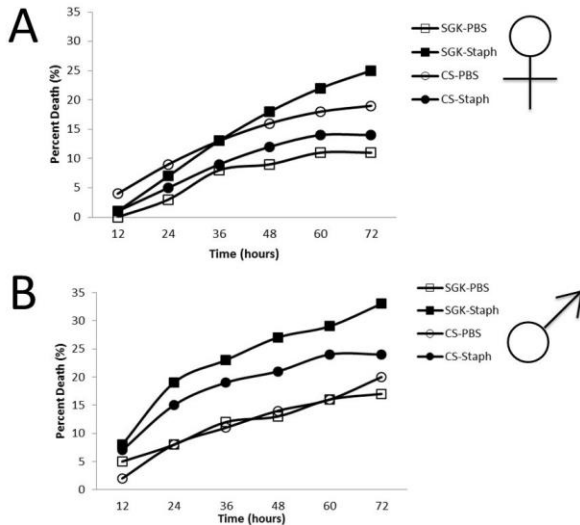 A
Percent Death (%)
35
30
25
20
15
10
5
0
12 24 36 48 60 72
Time (hours)
SGK-PBS
SGK-Staph
CS-PBS
CS-Staph
B
Percent Death (%)
35
30
25
20
15
10
5
0
12 24 36 48 60 72
Time (hours)
SGK-PBS
SGK-Staph
CS-PBS
CS-Staph